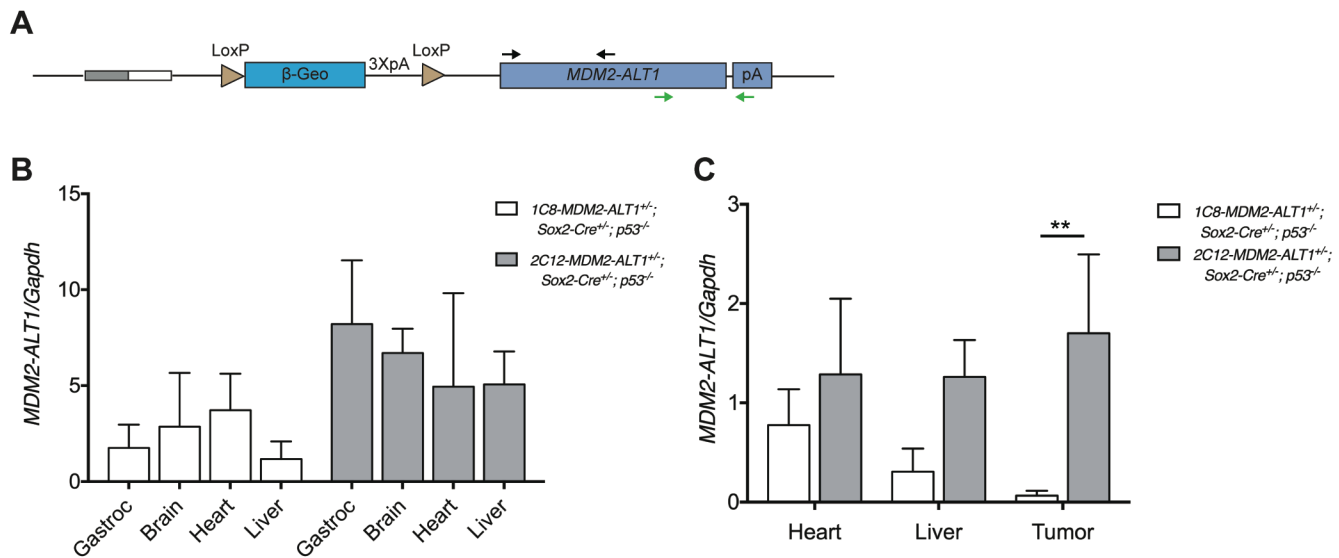 A
LoxP
β-Geo
3XpA
LoxP
MDM2-ALT1
pA
B
MDM2-ALT1/Gapdh
15
10
5
0
Gastroc
Brain
Heart
Liver
Gastroc
Brain
Heart
Liver
1C8-MDM2-ALT1+/-;
Sox2-Cre+/-; p53-/-
2C12-MDM2-ALT1+/-;
Sox2-Cre+/-; p53-/-
C
MDM2-ALT1/Gapdh
3
2
1
0
**
Heart
Liver
Tumor
1C8-MDM2-ALT1+/-;
Sox2-Cre+/-; p53-/-
2C12-MDM2-ALT1+/-;
Sox2-Cre+/-; p53-/-